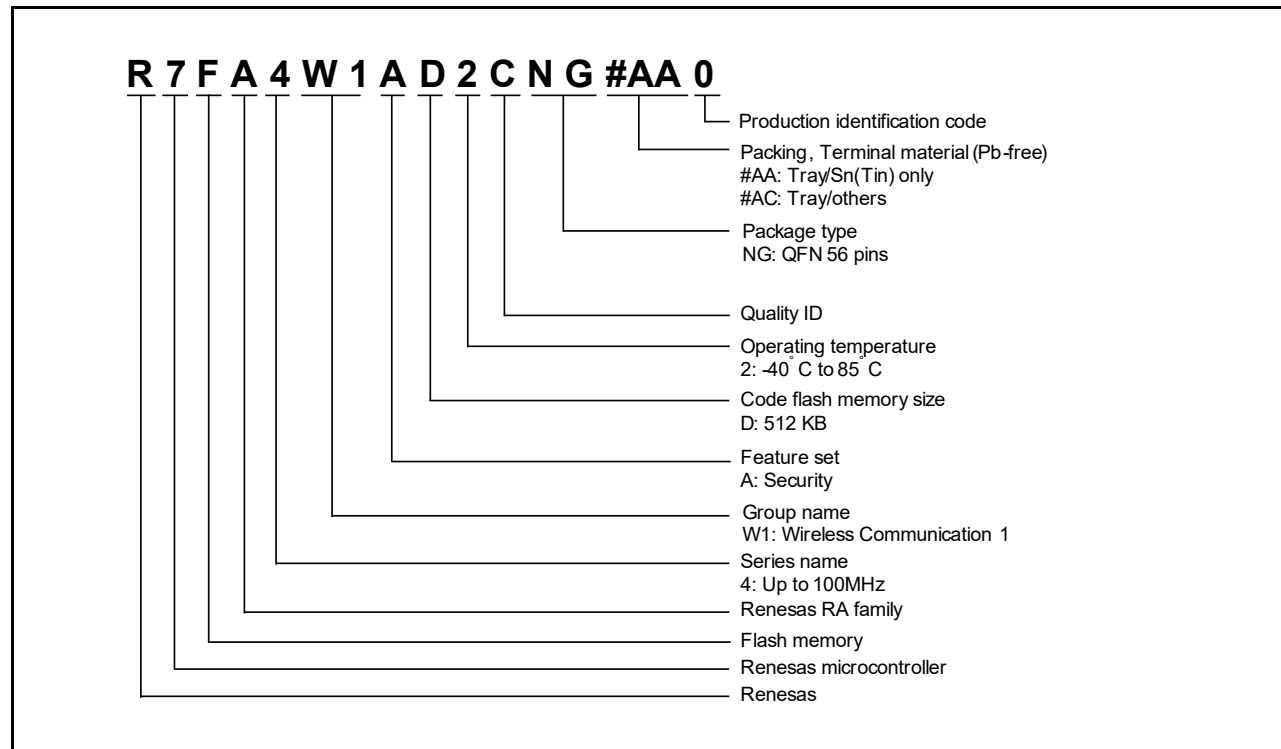 R 7 F A 4 W 1 A D 2 C N G #AA 0
Production identification code
Packing, Terminal material (Pb-free)
#AA: Tray/Sn(Tin) only
#AC: Tray/others
Package type
NG: QFN 56 pins
Quality ID
Operating temperature
2: -40° C to 85° C
Code flash memory size
D: 512 KB
Feature set
A: Security
Group name
W1: Wireless Communication 1
Series name
4: Up to 100MHz
Renesas RA family
Flash memory
Renesas microcontroller
Renesas